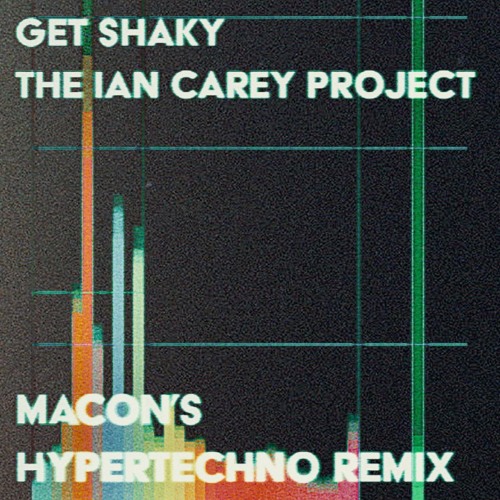 GET SHAKY
THE IAN CAREY PROJECT
MACON'S
HYPERTECHNO REMIX